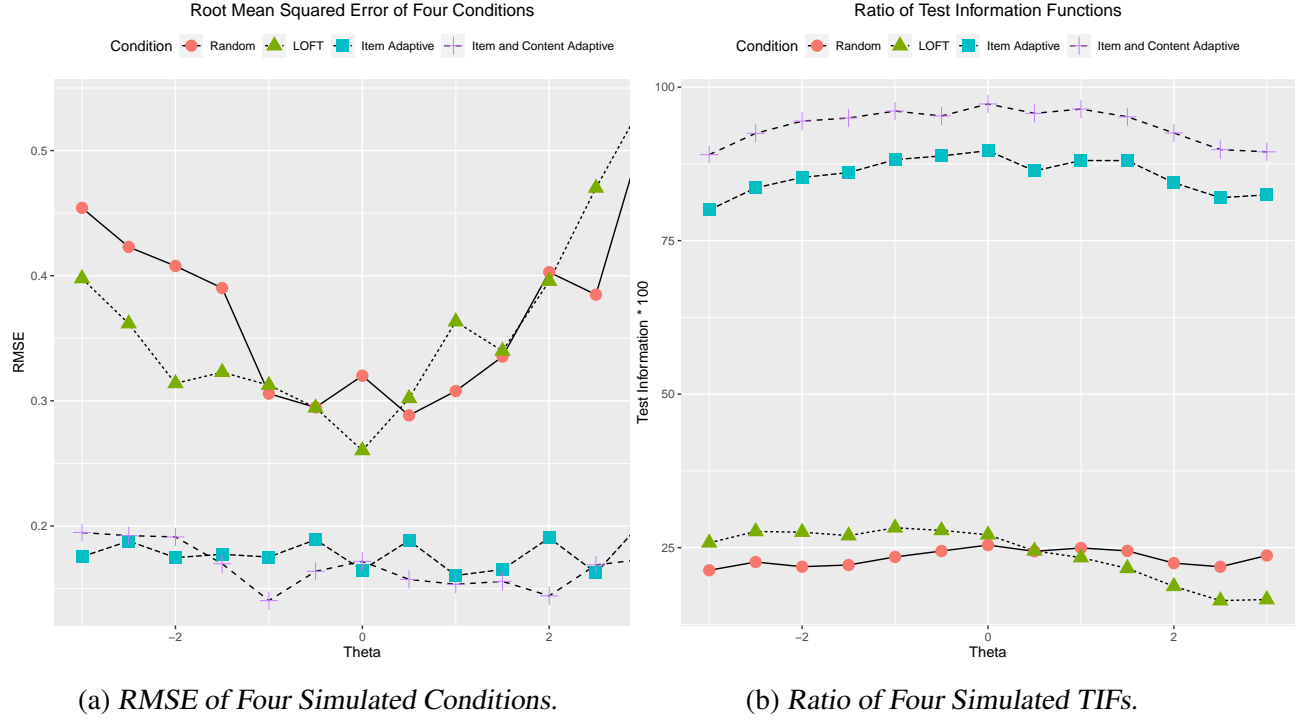 Root Mean Squared Error of Four Conditions
Condition Random LOFT Item Adaptive Item and Content Adaptive
RMSE
0.5
0.4
0.3
0.2
−2 0 2
Theta
(a) RMSE of Four Simulated Conditions.
Ratio of Test Information Functions
Condition Random LOFT Item Adaptive Item and Content Adaptive
Test Information * 100
100
75
50
25
−2 0 2
Theta
(b) Ratio of Four Simulated TIFs.